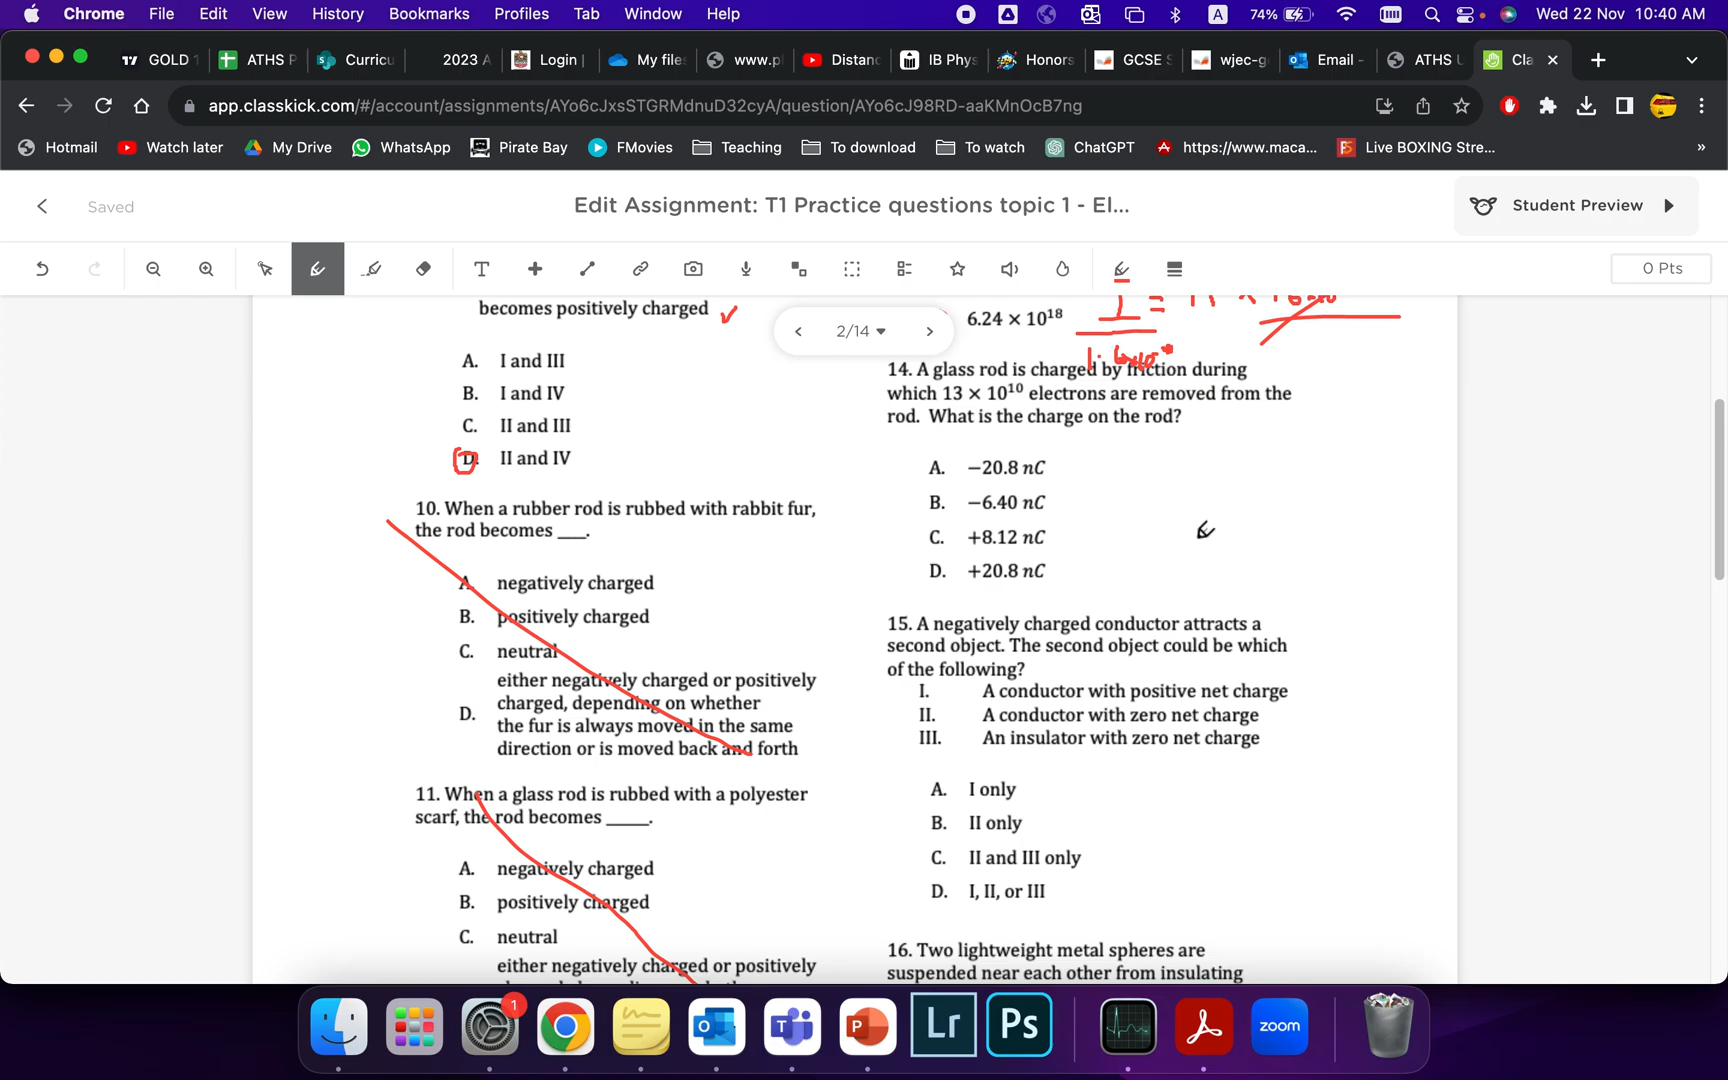 Chrome File Edit View History Bookmarks Profiles Tab Window Help A 74% Wed 22 Nov 10:40 AM
GOLD 1 ATHS P Curricu 2023 A Login | My files www.p Distanc IB Phys Honors GCSE S wjec-g Email - ATHS U Cla
app.classkick.com/#/account/assignments/AYo6cJxsSTGRMdnuD32cyA/question/AYo6cJ98RD-aaKMnOcB7ng
Hotmail Watch later My Drive WhatsApp Pirate Bay FMovies Teaching To download To watch ChatGPT https://www.maca... Live BOXING Stre... »
Saved Edit Assignment: T1 Practice questions topic 1 - El... Student Preview
0 Pts
2/14
becomes positively charged
A. I and III
B. I and IV
C. II and III
D. II and IV
10. When a rubber rod is rubbed with rabbit fur,
the rod becomes ___.
A. negatively charged
B. positively charged
C. neutral
either negatively charged or positively
charged, depending on whether
D. the fur is always moved in the same
direction or is moved back and forth
11. When a glass rod is rubbed with a polyester
scarf, the rod becomes _____.
A. negatively charged
B. positively charged
C. neutral
either negatively charged or positively
6.24 × 10¹⁸
14. A glass rod is charged by friction during
which 13 × 10¹⁰ electrons are removed from the
rod. What is the charge on the rod?
A. −20.8 nC
B. −6.40 nC
C. +8.12 nC
D. +20.8 nC
15. A negatively charged conductor attracts a
second object. The second object could be which
of the following?
I. A conductor with positive net charge
II. A conductor with zero net charge
III. An insulator with zero net charge
A. I only
B. II only
C. II and III only
D. I, II, or III
16. Two lightweight metal spheres are
suspended near each other from insulating
1
Lr Ps zoom